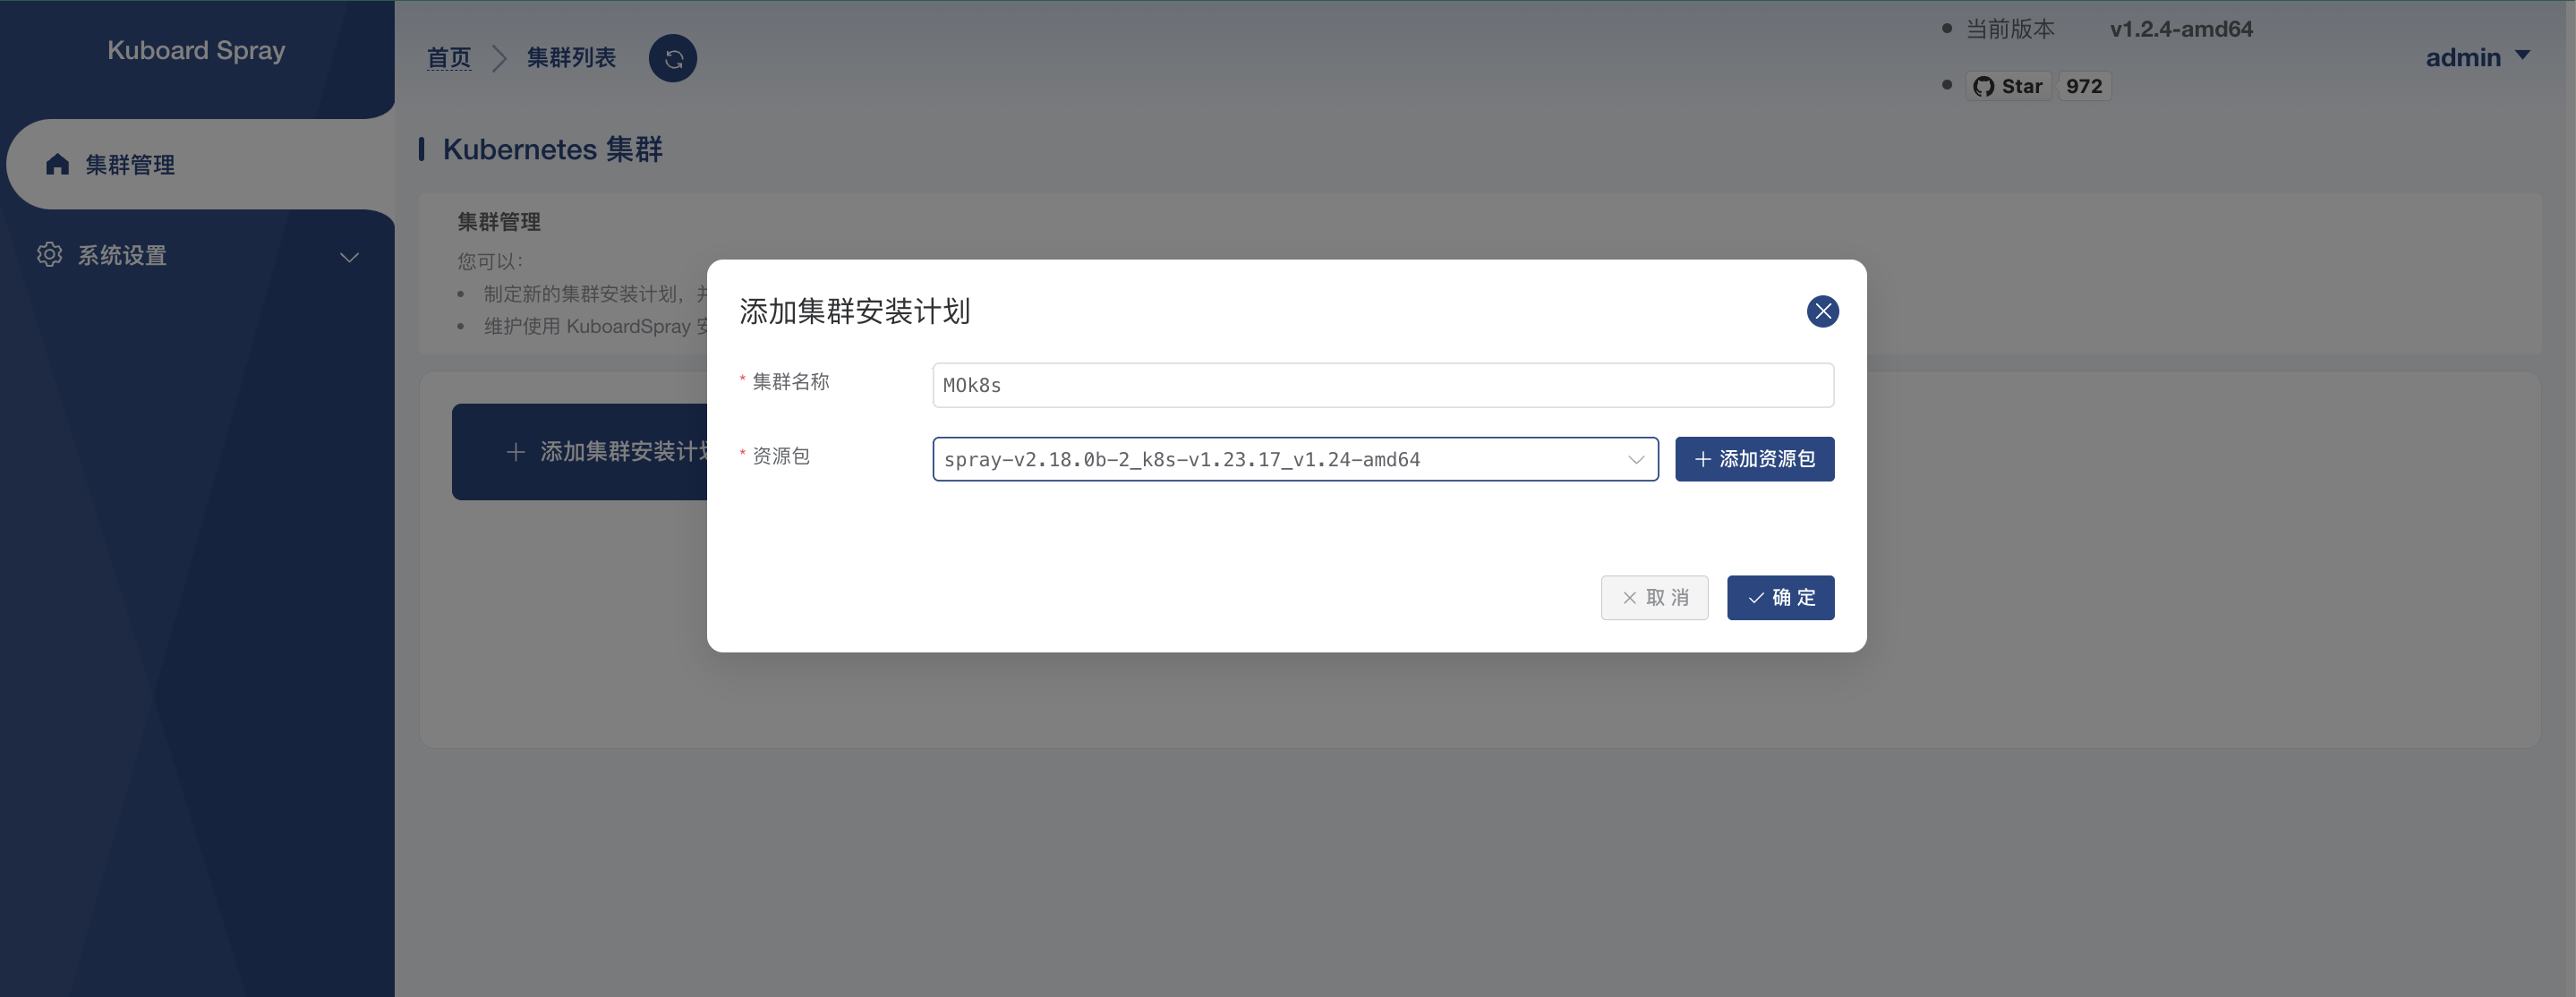 Kuboard Spray
首页
集群列表
当前版本 v1.2.4-amd64
Star 972
admin
集群管理
系统设置
Kubernetes 集群
集群管理
您可以：
制定新的集群安装计划，并
维护使用 KuboardSpray 安
添加集群安装计划
添加集群安装计划
* 集群名称
MOk8s
* 资源包
spray-v2.18.0b-2_k8s-v1.23.17_v1.24-amd64
添加资源包
取 消
确 定